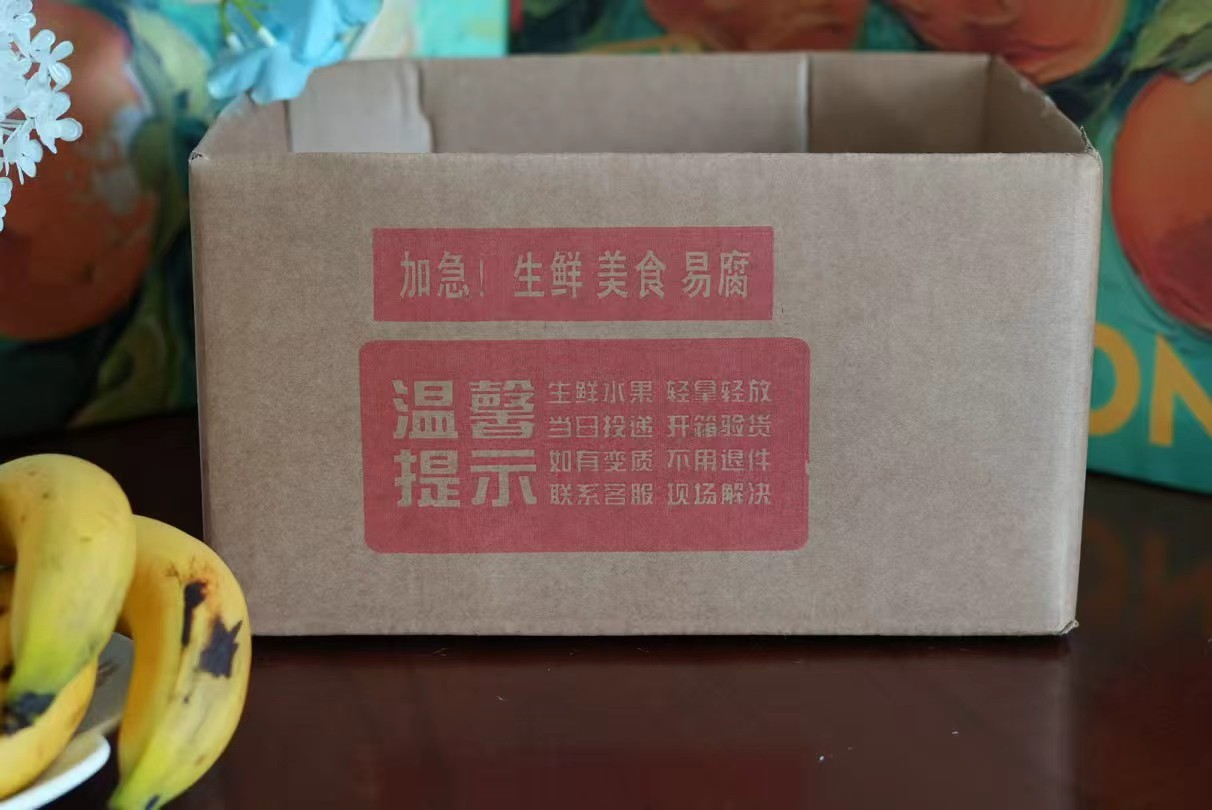 加急! 生鲜 美食 易腐
温馨提示
生鲜水果 轻拿轻放
当日投递 开箱验货
如有变质 不用退件
联系客服 现场解决
ON